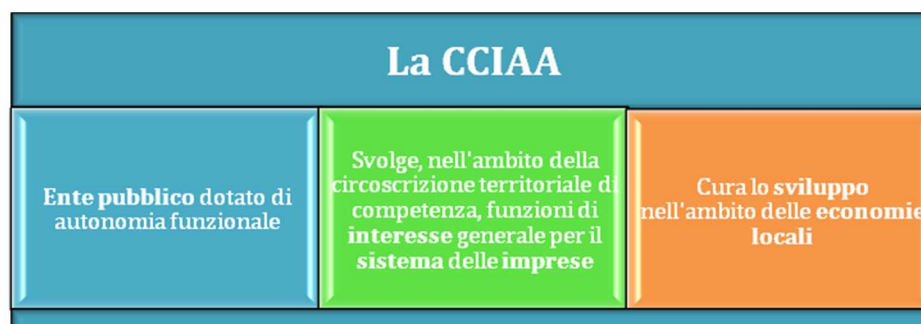 La CCIAA
Ente pubblico dotato di
autonomia funzionale
Svolge, nell'ambito della
circoscrizione territoriale di
competenza, funzioni di
interesse generale per il
sistema delle imprese
Cura lo sviluppo
nell'ambito delle economie
locali